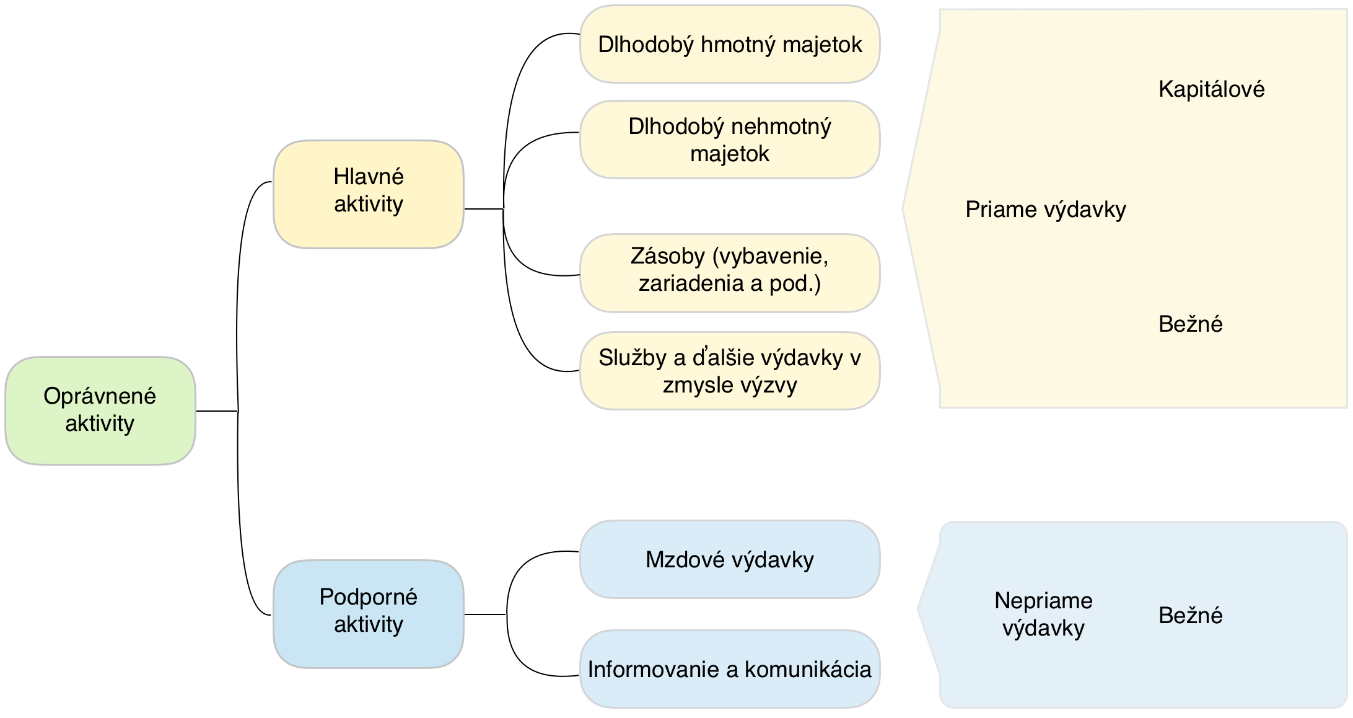 Oprávnené
aktivity
Hlavné
aktivity
Dlhodobý hmotný majetok
Dlhodobý nehmotný
majetok
Zásoby (vybavenie,
zariadenia a pod.)
Služby a ďalšie výdavky v
zmysle výzvy
Priame výdavky
Kapitálové
Bežné
Podporné
aktivity
Mzdové výdavky
Informovanie a komunikácia
Nepriame
výdavky
Bežné